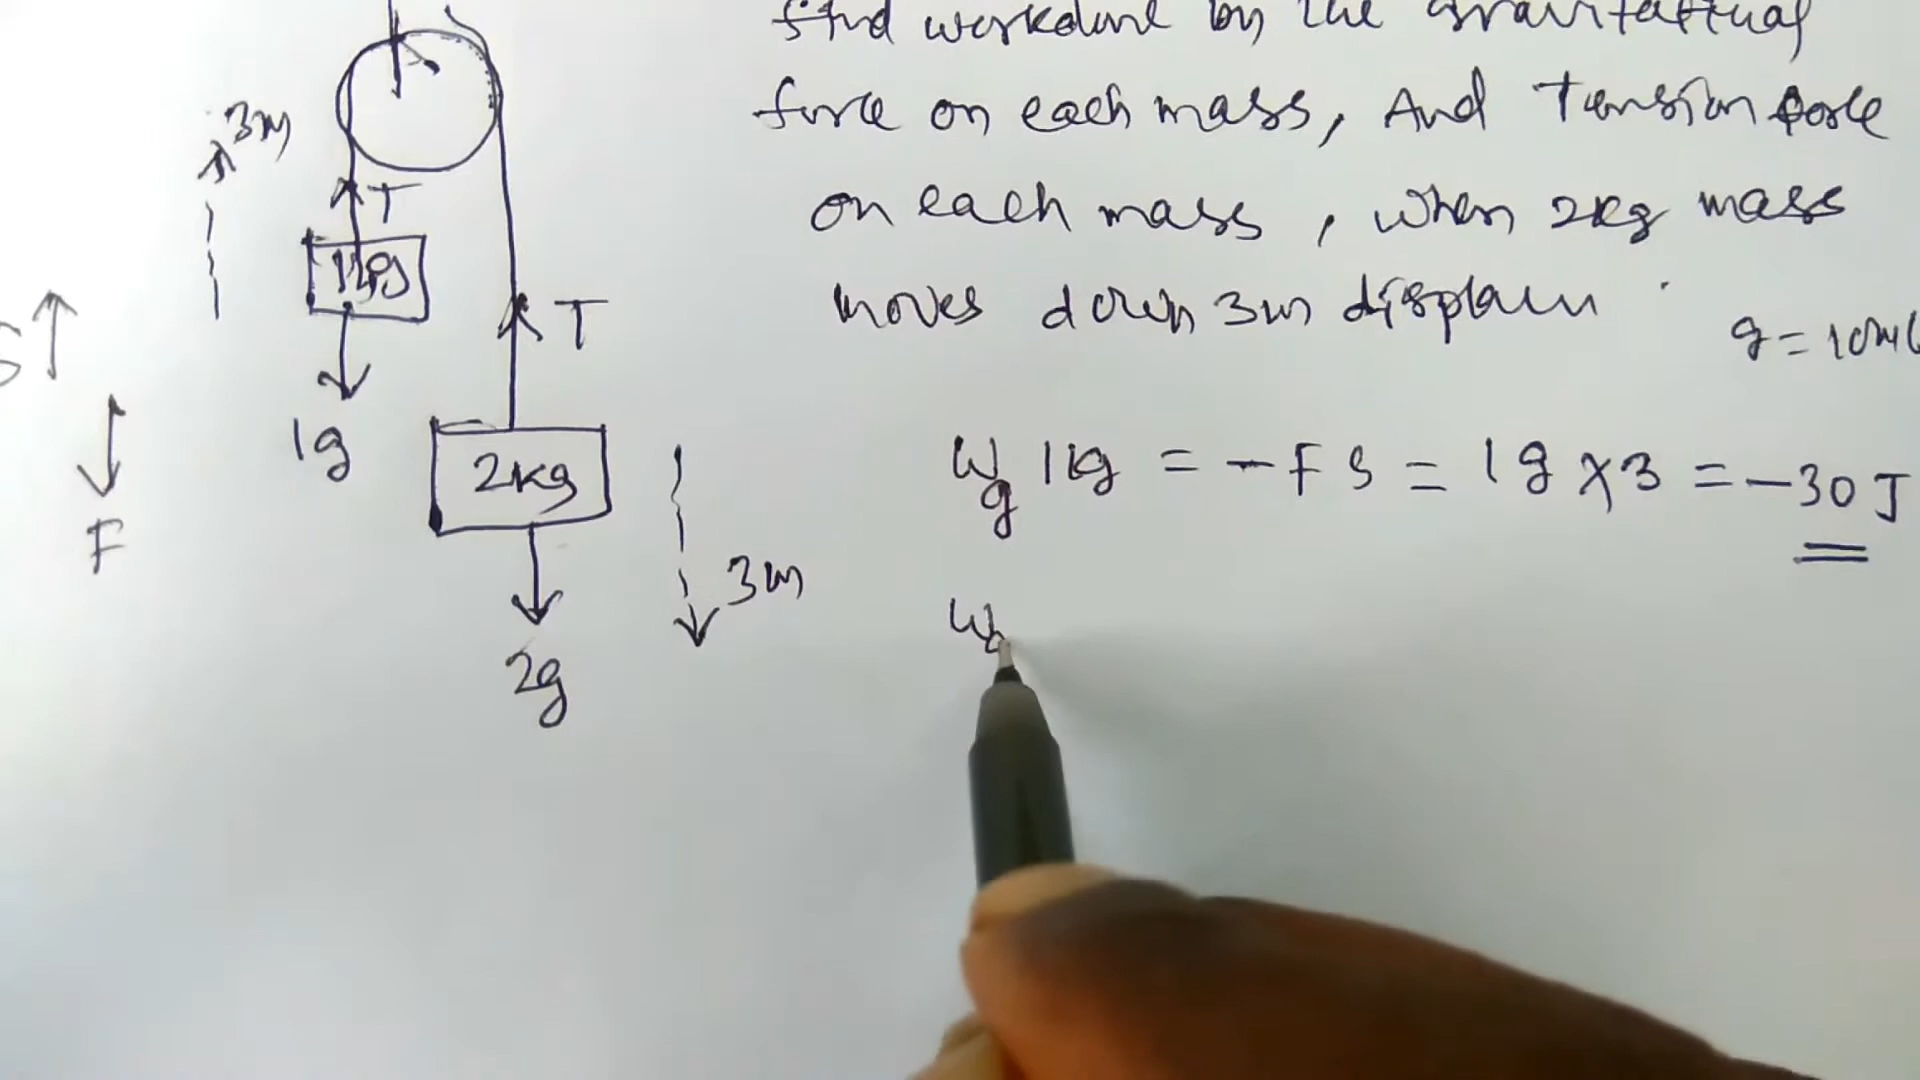 find workdone by the gravitational
force on each mass, And Tension force
on each mass, when 2kg mass
moves down 3m displacem
g = 10m
3m
T
1kg
T
1g
S
F
2kg
3m
2g
Wg 1kg = - F S = 1g x 3 = -30 J
W